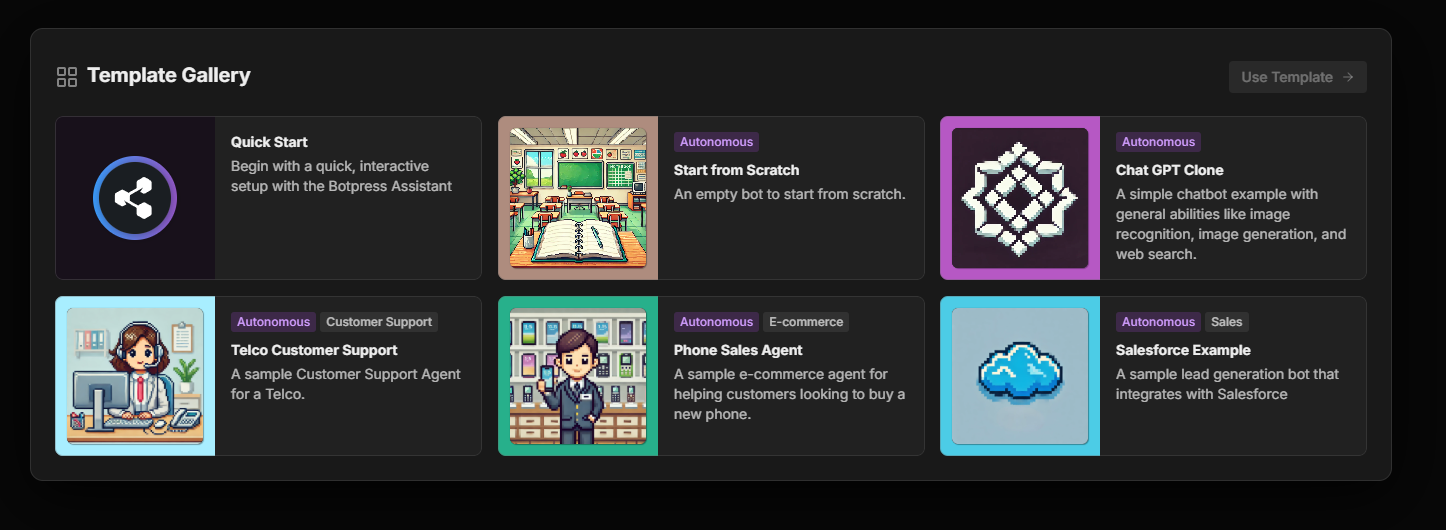 Template Gallery
Use Template
Quick Start
Begin with a quick, interactive
setup with the Botpress Assistant
Autonomous
Start from Scratch
An empty bot to start from scratch.
Autonomous
Chat GPT Clone
A simple chatbot example with
general abilities like image
recognition, image generation, and
web search.
Autonomous Customer Support
Telco Customer Support
A sample Customer Support Agent
for a Telco.
Autonomous E-commerce
Phone Sales Agent
A sample e-commerce agent for
helping customers looking to buy a
new phone.
Autonomous Sales
Salesforce Example
A sample lead generation bot that
integrates with Salesforce